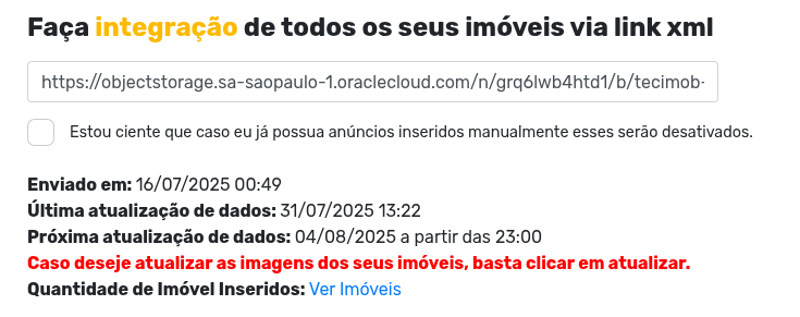 Faça integração de todos os seus imóveis via link xml
https://objectstorage.sa-saopaulo-1.oraclecloud.com/n/grq6lwb4htd1/b/tecimob-
Estou ciente que caso eu já possua anúncios inseridos manualmente esses serão desativados.
Enviado em: 16/07/2025 00:49
Última atualização de dados: 31/07/2025 13:22
Próxima atualização de dados: 04/08/2025 a partir das 23:00
Caso deseje atualizar as imagens dos seus imóveis, basta clicar em atualizar.
Quantidade de Imóvel Inseridos: Ver Imóveis